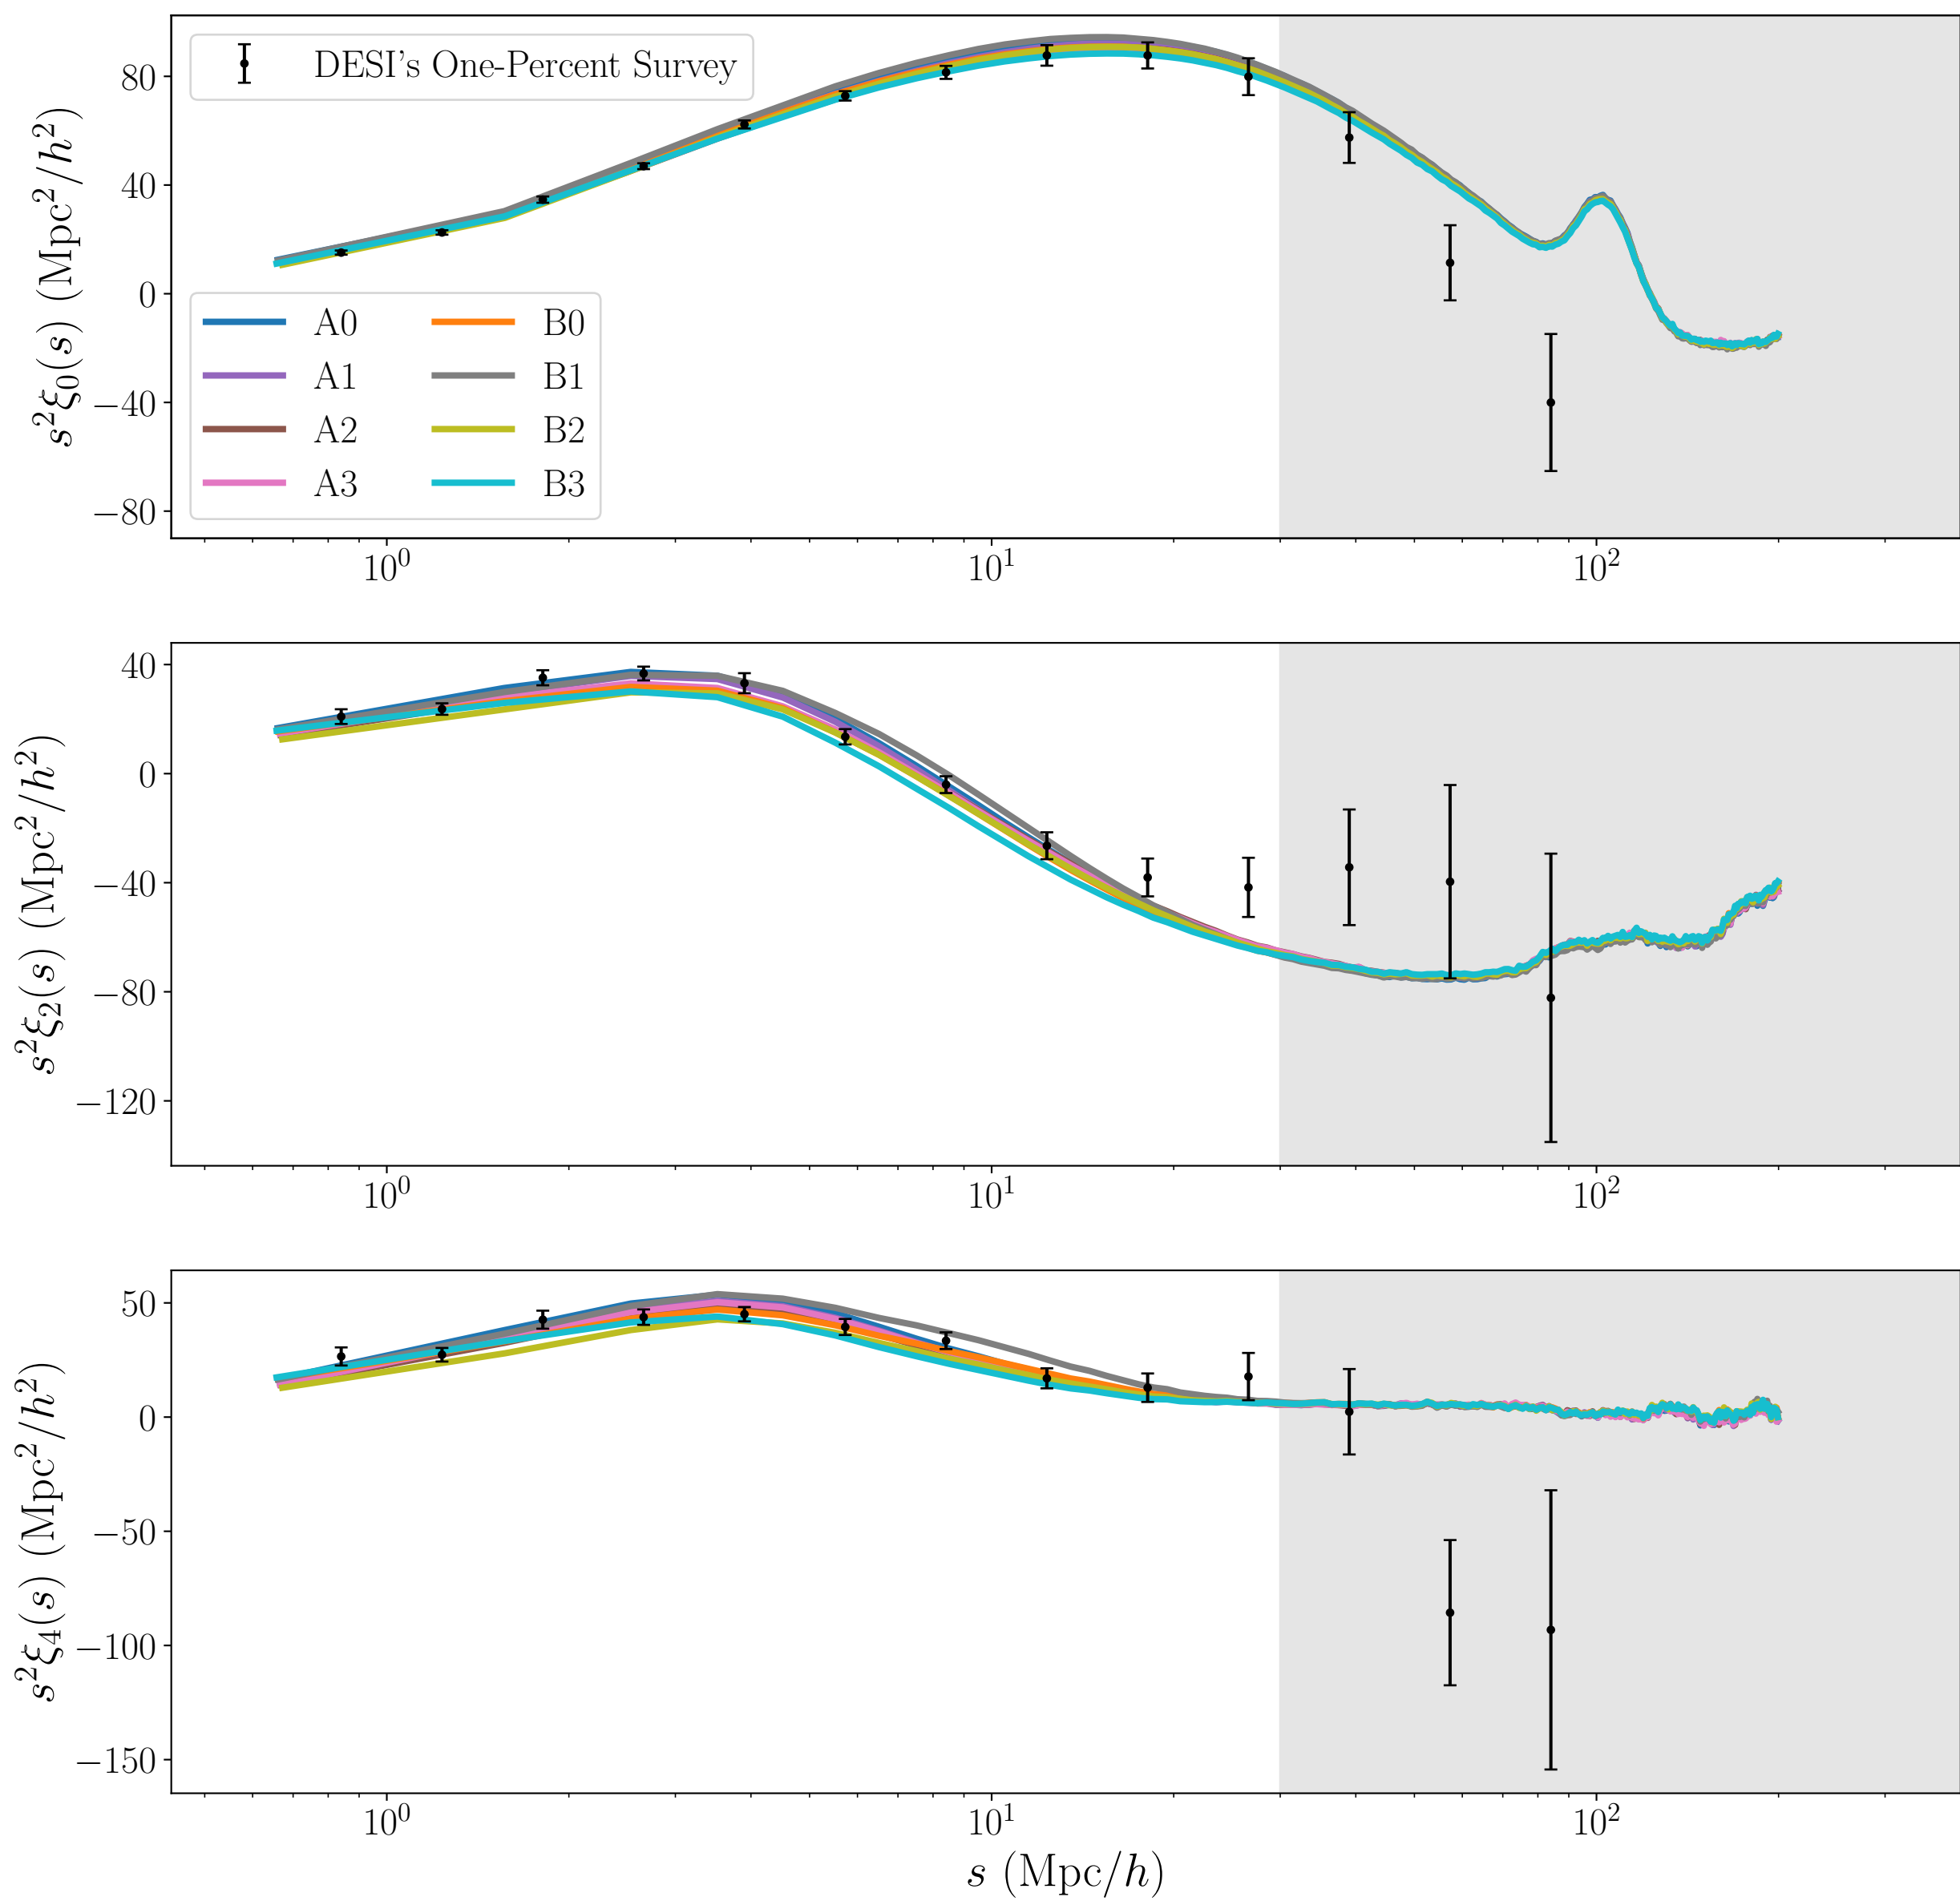 DESI's One-Percent Survey
80
40
0
−40
−80
s²ξ₀(s) (Mpc²/h²)
A0 B0
A1 B1
A2 B2
A3 B3
10⁰ 10¹ 10²
40
0
−40
−80
−120
s²ξ₂(s) (Mpc²/h²)
10⁰ 10¹ 10²
50
0
−50
−100
−150
s²ξ₄(s) (Mpc²/h²)
10⁰ 10¹ 10²
s (Mpc/h)